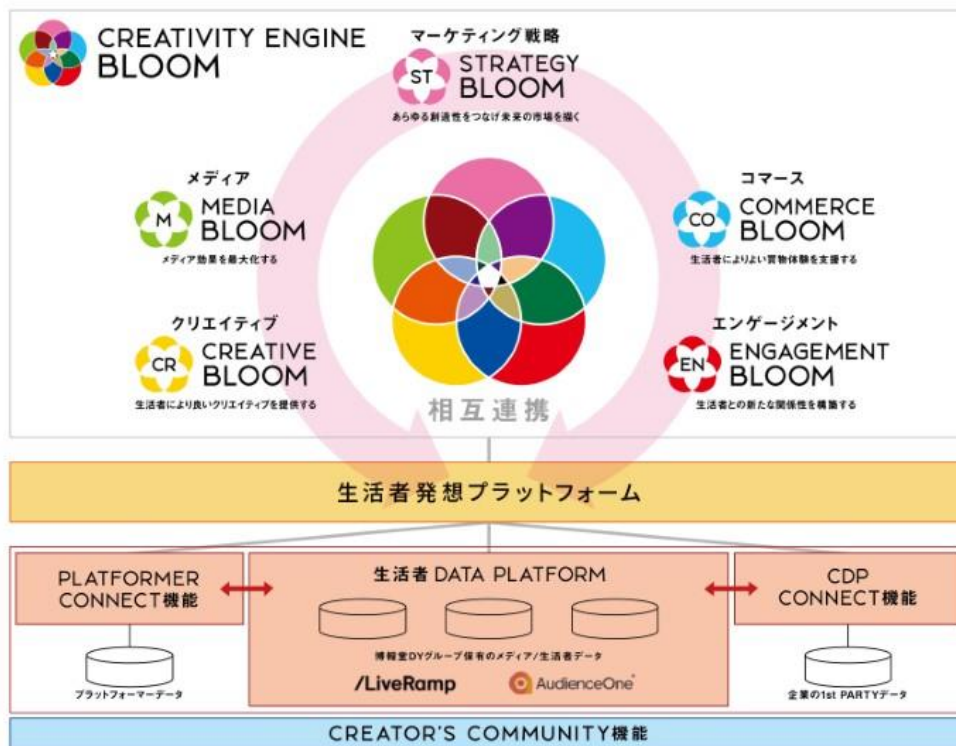 CREATIVITY ENGINE
BLOOM
マーケティング戦略
ST
STRATEGY
BLOOM
あらゆる創造性をつなげ未来の市場を描く
メディア
M
MEDIA
BLOOM
メディア効果を最大化する
コマース
CO
COMMERCE
BLOOM
生活者によりよい買物体験を支援する
クリエイティブ
CR
CREATIVE
BLOOM
生活者により良いクリエイティブを提供する
エンゲージメント
EN
ENGAGEMENT
BLOOM
生活者との新たな関係性を構築する
相互連携
生活者発想プラットフォーム
PLATFORMER
CONNECT機能
プラットフォーマーデータ
生活者 DATA PLATFORM
博報堂DYグループ保有のメディア/生活者データ
/LiveRamp
AudienceOne®
CDP
CONNECT機能
企業の1st PARTYデータ
CREATOR'S COMMUNITY機能